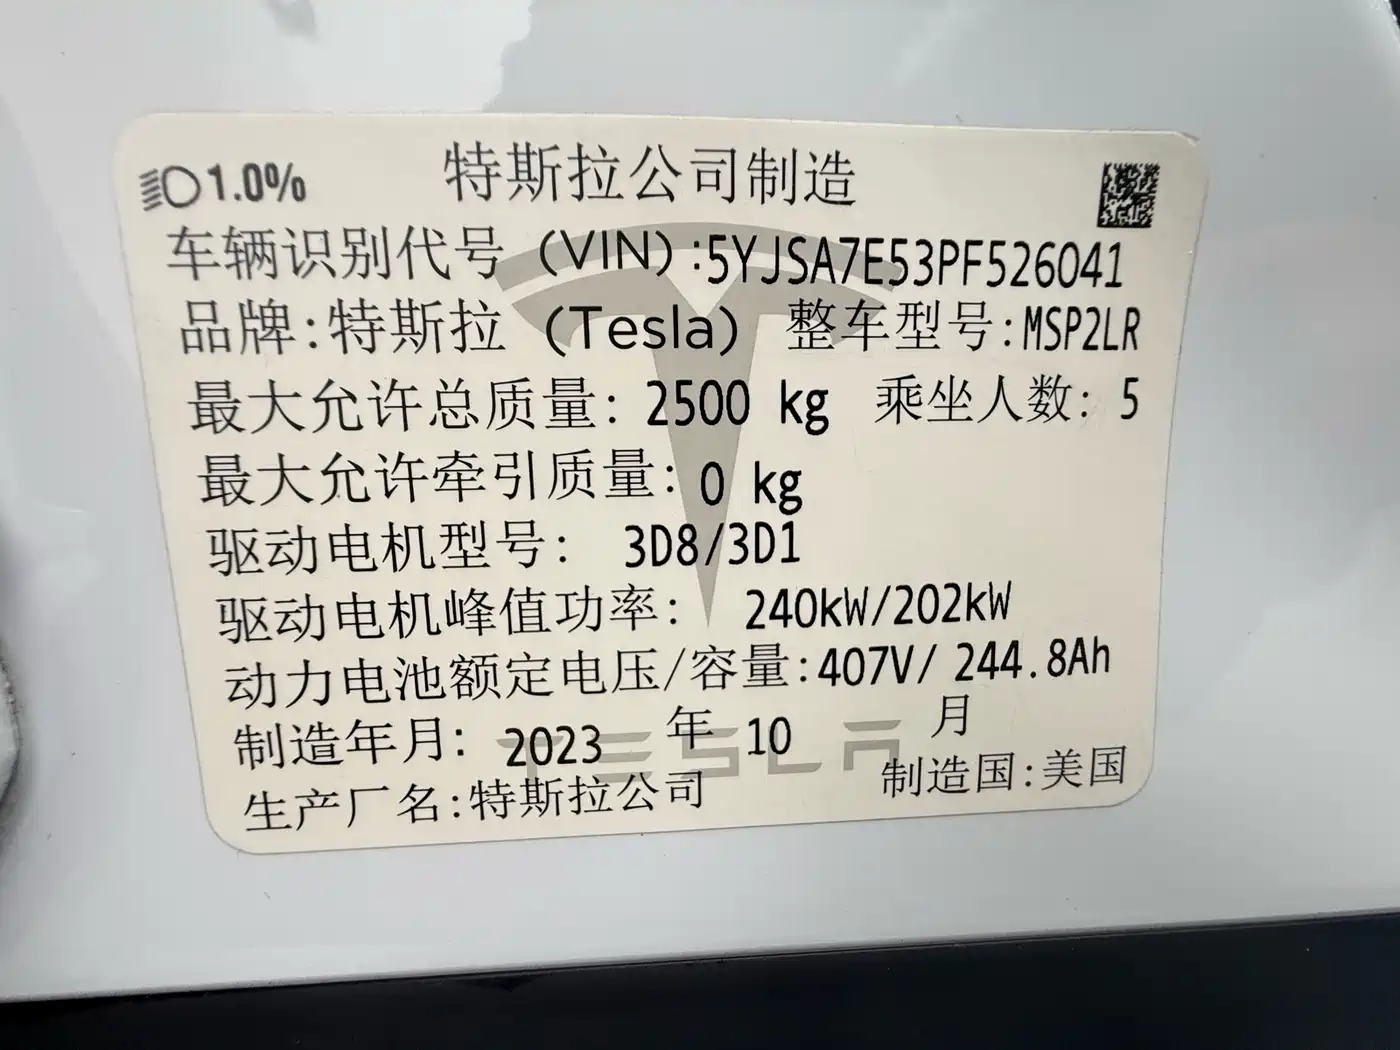 1.0% 特斯拉公司制造
车辆识别代号 (VIN):5YJSA7E53PF526041
品牌:特斯拉 (Tesla) 整车型号:MSP2LR
最大允许总质量: 2500 kg 乘坐人数: 5
最大允许牵引质量: 0 kg
驱动电机型号: 3D8/3D1
驱动电机峰值功率: 240kW/202kW
动力电池额定电压/容量:407V/ 244.8Ah
制造年月: 2023 年 10 月
TESLA
生产厂名:特斯拉公司 制造国:美国